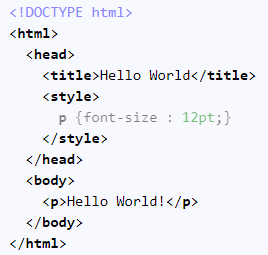 <!DOCTYPE html>
<html>
  <head>
    <title>Hello World</title>
    <style>
      p {font-size : 12pt;}
    </style>
  </head>
  <body>
    <p>Hello World!</p>
  </body>
</html>